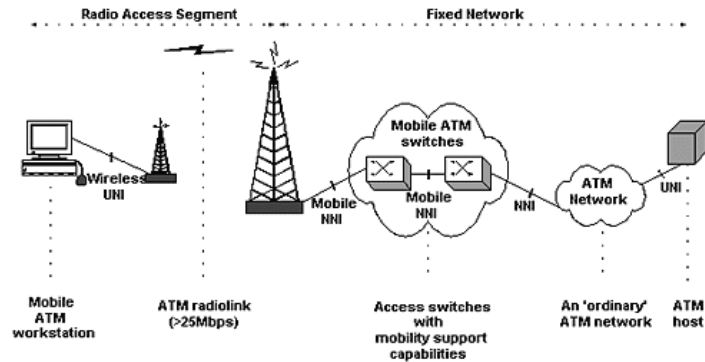 Radio Access Segment
Fixed Network
Mobile ATM
switches
Wireless
UNI
Mobile
NNI
Mobile
NNI
NNI
ATM
Network
UNI
Mobile
ATM
workstation
ATM radiolink
(>25Mbps)
Access switches
with
mobility support
capabilities
An 'ordinary'
ATM network
ATM
host